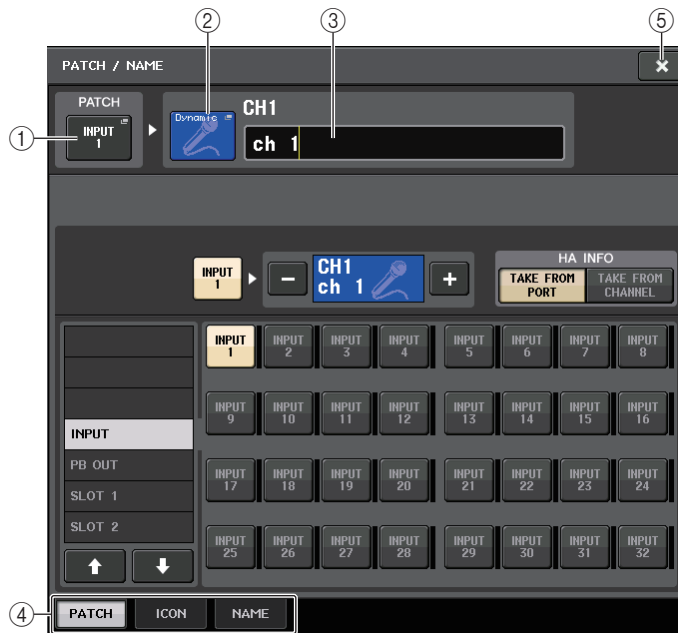 ② ③ ⑤
PATCH / NAME ×
PATCH
① INPUT 1
Dynamic
CH1
ch 1
INPUT 1
−
CH1
ch 1
+
HA INFO
TAKE FROM PORT
TAKE FROM CHANNEL
INPUT
PB OUT
SLOT 1
SLOT 2
INPUT 1 INPUT 2 INPUT 3 INPUT 4 INPUT 5 INPUT 6 INPUT 7 INPUT 8
INPUT 9 INPUT 10 INPUT 11 INPUT 12 INPUT 13 INPUT 14 INPUT 15 INPUT 16
INPUT 17 INPUT 18 INPUT 19 INPUT 20 INPUT 21 INPUT 22 INPUT 23 INPUT 24
INPUT 25 INPUT 26 INPUT 27 INPUT 28 INPUT 29 INPUT 30 INPUT 31 INPUT 32
④ PATCH ICON NAME